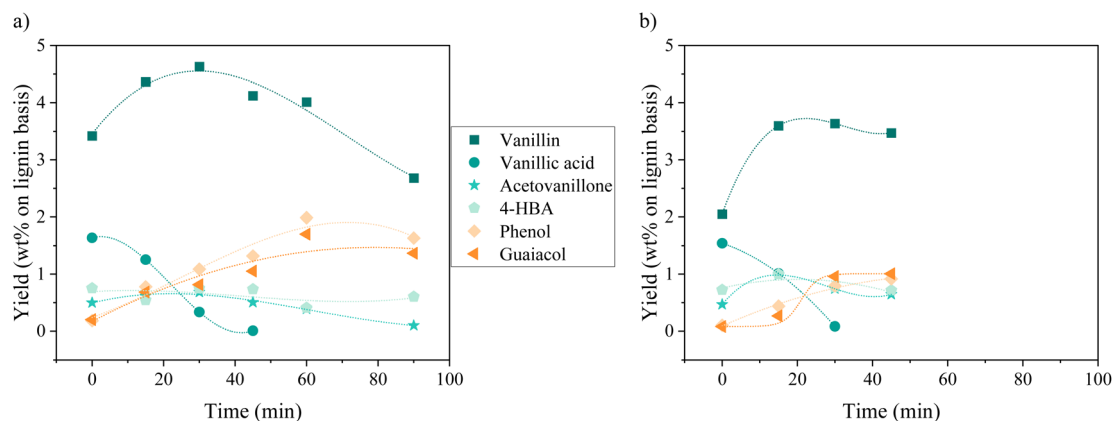 a)
5
4
3
2
1
0
Yield (wt% on lignin basis)
0 20 40 60 80 100
Time (min)
Vanillin
Vanillic acid
Acetovanillone
4-HBA
Phenol
Guaiacol
b)
5
4
3
2
1
0
Yield (wt% on lignin basis)
0 20 40 60 80 100
Time (min)